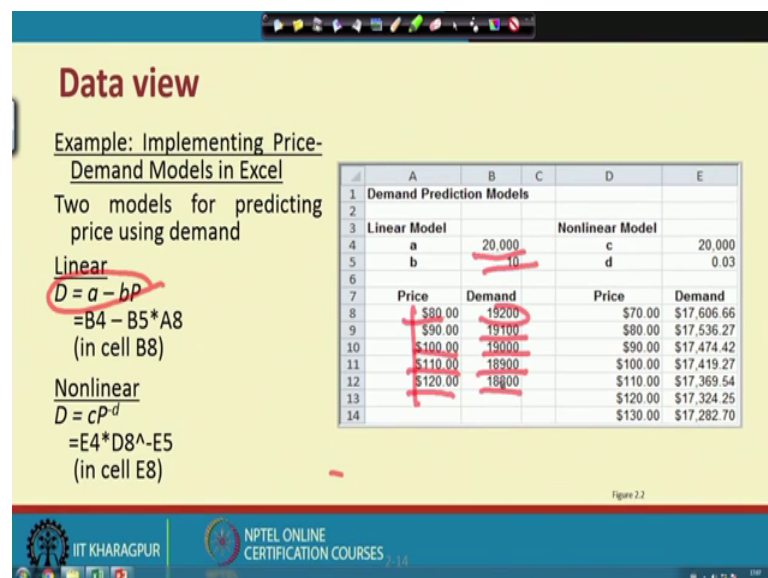 Data view
Example: Implementing Price-
Demand Models in Excel
Two models for predicting
price using demand
Linear
D = a – bP
=B4 – B5*A8
(in cell B8)
Nonlinear
D = cP-d
=E4*D8^-E5
(in cell E8)
A B C D E
1 Demand Prediction Models
2
3 Linear Model Nonlinear Model
4 a 20,000 c 20,000
5 b 10 d 0.03
6
7 Price Demand Price Demand
8 $80.00 19200 $70.00 $17,606.66
9 $90.00 19100 $80.00 $17,536.27
10 $100.00 19000 $90.00 $17,474.42
11 $110.00 18900 $100.00 $17,419.27
12 $120.00 18800 $110.00 $17,369.54
13 $120.00 $17,324.25
14 $130.00 $17,282.70
Figure 2.2
IIT KHARAGPUR
NPTEL ONLINE
CERTIFICATION COURSES
2-14